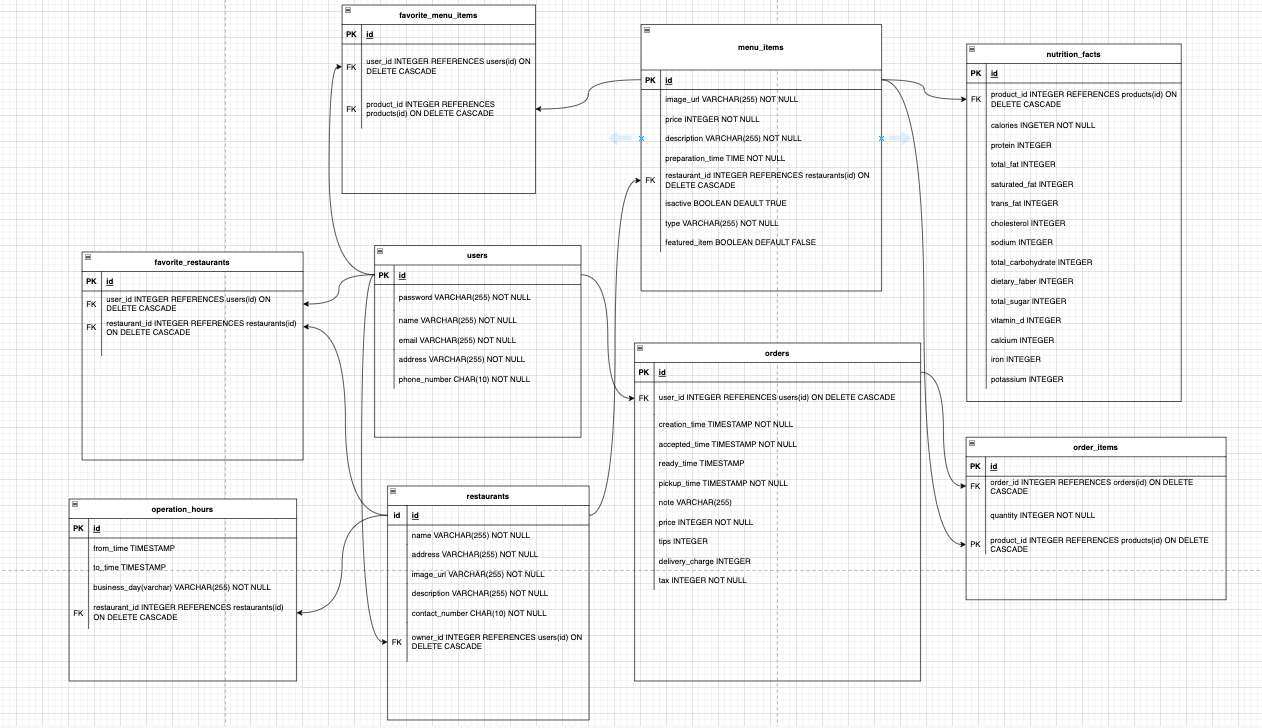 favorite_menu_items
PK id
FK user_id INTEGER REFERENCES users(id) ON
DELETE CASCADE
FK product_id INTEGER REFERENCES
products(id) ON DELETE CASCADE
menu_items
PK id
image_url VARCHAR(255) NOT NULL
price INTEGER NOT NULL
description VARCHAR(255) NOT NULL
preparation_time TIME NOT NULL
FK restaurant_id INTEGER REFERENCES restaurants(id) ON
DELETE CASCADE
isactive BOOLEAN DEAULT TRUE
type VARCHAR(255) NOT NULL
featured_item BOOLEAN DEFAULT FALSE
nutrition_facts
PK id
FK product_id INTEGER REFERENCES products(id) ON
DELETE CASCADE
calories INGETER NOT NULL
protein INTEGER
total_fat INTEGER
saturated_fat INTEGER
trans_fat INTEGER
cholesterol INTEGER
sodium INTEGER
total_carbohydrate INTEGER
dietary_faber INTEGER
total_sugar INTEGER
vitamin_d INTEGER
calcium INTEGER
iron INTEGER
potassium INTEGER
favorite_restaurants
PK id
FK user_id INTEGER REFERENCES users(id) ON
DELETE CASCADE
FK restaurant_id INTEGER REFERENCES restaurants(id)
ON DELETE CASCADE
users
PK id
password VARCHAR(255) NOT NULL
name VARCHAR(255) NOT NULL
email VARCHAR(255) NOT NULL
address VARCHAR(255) NOT NULL
phone_number CHAR(10) NOT NULL
orders
PK id
FK user_id INTEGER REFERENCES users(id) ON DELETE CASCADE
creation_time TIMESTAMP NOT NULL
accepted_time TIMESTAMP NOT NULL
ready_time TIMESTAMP
pickup_time TIMESTAMP NOT NULL
note VARCHAR(255)
price INTEGER NOT NULL
tips INTEGER
delivery_charge INTEGER
tax INTEGER NOT NULL
order_items
PK id
FK order_id INTEGER REFERENCES orders(id) ON DELETE
CASCADE
quantity INTEGER NOT NULL
PK product_id INTEGER REFERENCES products(id) ON DELETE
CASCADE
operation_hours
PK id
from_time TIMESTAMP
to_time TIMESTAMP
business_day(varchar) VARCHAR(255) NOT NULL
FK restaurant_id INTEGER REFERENCES restaurants(id)
ON DELETE CASCADE
restaurants
id id
name VARCHAR(255) NOT NULL
address VARCHAR(255) NOT NULL
image_url VARCHAR(255) NOT NULL
description VARCHAR(255) NOT NULL
contact_number CHAR(10) NOT NULL
FK owner_id INTEGER REFERENCES users(id) ON
DELETE CASCADE